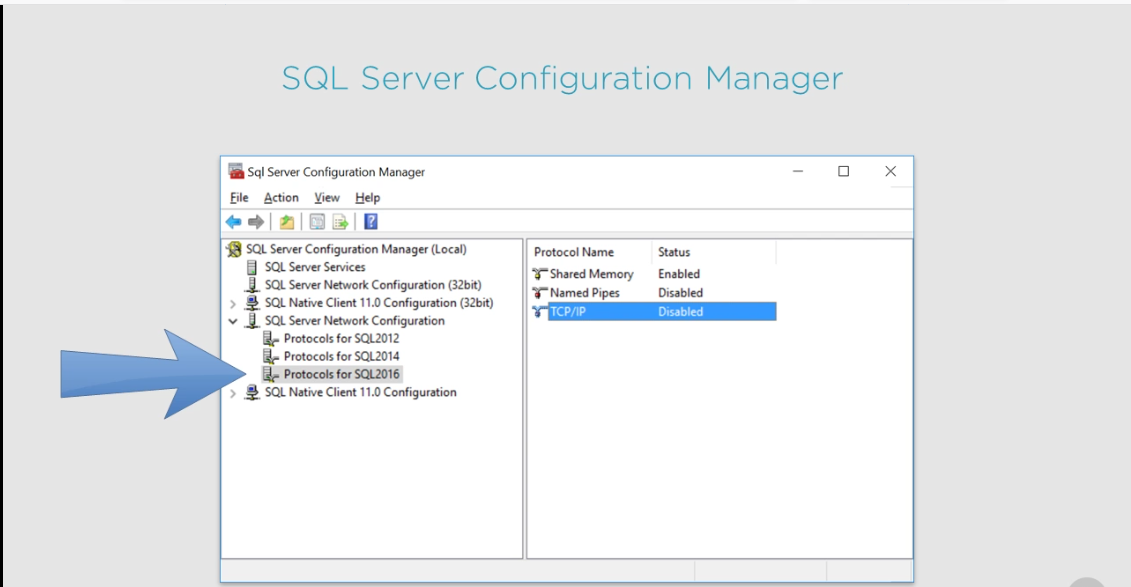 SQL Server Configuration Manager
Sql Server Configuration Manager
File Action View Help
SQL Server Configuration Manager (Local)
SQL Server Services
SQL Server Network Configuration (32bit)
SQL Native Client 11.0 Configuration (32bit)
SQL Server Network Configuration
Protocols for SQL2012
Protocols for SQL2014
Protocols for SQL2016
SQL Native Client 11.0 Configuration
Protocol Name Status
Shared Memory Enabled
Named Pipes Disabled
TCP/IP Disabled